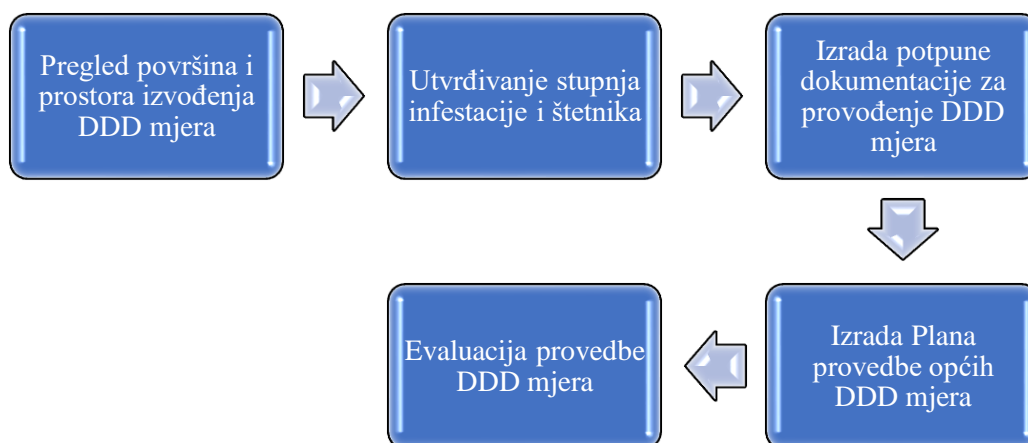 Pregled površina i
prostora izvođenja
DDD mjera
Utvrđivanje stupnja
infestacije i štetnika
Izrada potpune
dokumentacije za
provođenje DDD
mjera
Izrada Plana
provedbe općih
DDD mjera
Evaluacija provedbe
DDD mjera